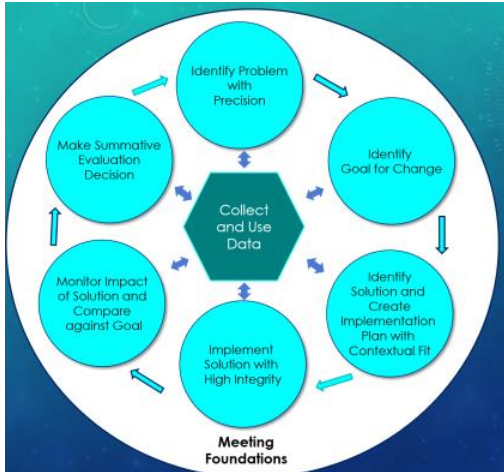 Identify Problem
with
Precision
Identify
Goal for Change
Identify
Solution and
Create
Implementation
Plan with
Contextual Fit
Implement
Solution with
High Integrity
Monitor Impact
of Solution and
Compare
against Goal
Make Summative
Evaluation
Decision
Collect
and Use
Data
Meeting
Foundations